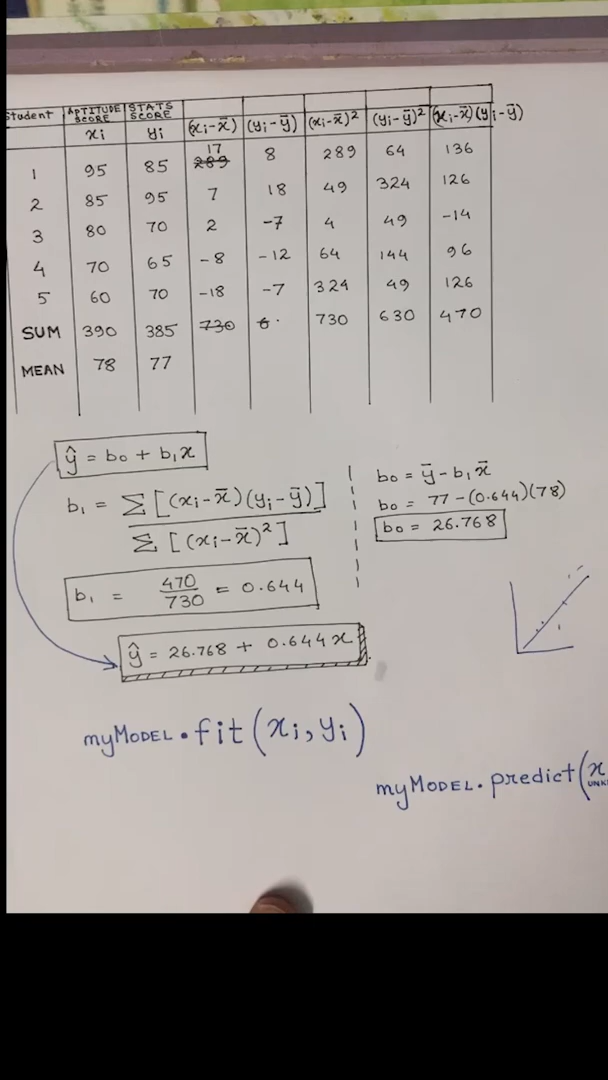 Student APTITUDE SCORE STATS SCORE
xi yi (xi-x̄) (yi-ȳ) (xi-x̄)² (yi-ȳ)² (xi-x̄)(yi-ȳ)
1 95 85 289 17 8 289 64 136
2 85 95 7 18 49 324 126
3 80 70 2 -7 4 49 -14
4 70 65 -8 -12 64 144 96
5 60 70 -18 -7 324 49 126
SUM 390 385 730 730 630 470
MEAN 78 77
ŷ = b0 + b1x
b1 = Σ[(xi-x̄)(yi-ȳ)]
Σ[(xi-x̄)²]
b1 = 470/730 = 0.644
ŷ = 26.768 + 0.644x
b0 = ȳ - b1x̄
b0 = 77-(0.644)(78)
b0 = 26.768
myMODEL.fit(xi,yi)
myMODEL.predict(x